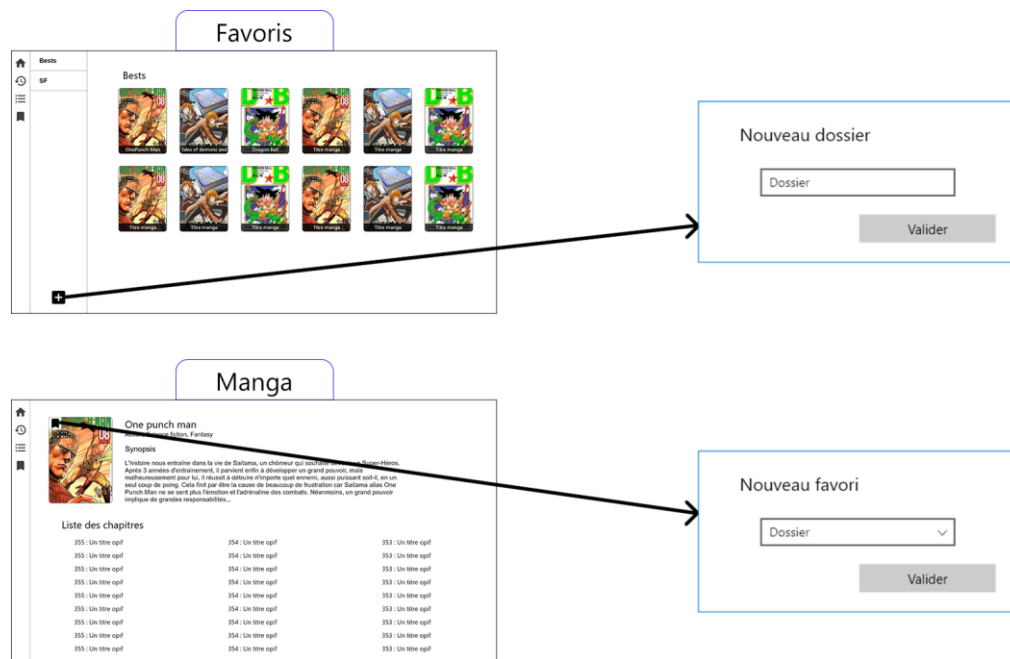 Favoris
Bests
SF
Bests
OnePunch Man
Tales of demons and
Dragon Ball
Titre manga
Titre manga
Titre manga
Titre manga
Titre manga
Titre manga
Titre manga
Titre manga
Titre manga
Nouveau dossier
Dossier
Valider
Manga
One punch man
fiction, Fantasy
Synopsis
L'histoire nous entraîne dans la vie de Saitama, un chômeur qui Super-Héros.
Après 3 années d'entrainement, il parvient enfin à développer un grand pouvoir, mais
malheureusement pour lui, il réussit à détruire n'importe quel ennemi, aussi puissant soit-il, en un
seul coup de poing. Cela finit par être la cause de beaucoup de frustration car Saitama alias One
Punch Man ne se sent plus l'émotion et l'adrénaline des combats. Néanmoins, un grand pouvoir
implique de grandes responsabilités...
Liste des chapitres
355 : Un titre opif 354 : Un titre opif 353 : Un titre opif
355 : Un titre opif 354 : Un titre opif 353 : Un titre opif
355 : Un titre opif 354 : Un titre opif 353 : Un titre opif
355 : Un titre opif 354 : Un titre opif 353 : Un titre opif
355 : Un titre opif 354 : Un titre opif 353 : Un titre opif
355 : Un titre opif 354 : Un titre opif 353 : Un titre opif
355 : Un titre opif 354 : Un titre opif 353 : Un titre opif
355 : Un titre opif 354 : Un titre opif 353 : Un titre opif
355 : Un titre opif 354 : Un titre opif 353 : Un titre opif
Nouveau favori
Dossier
Valider